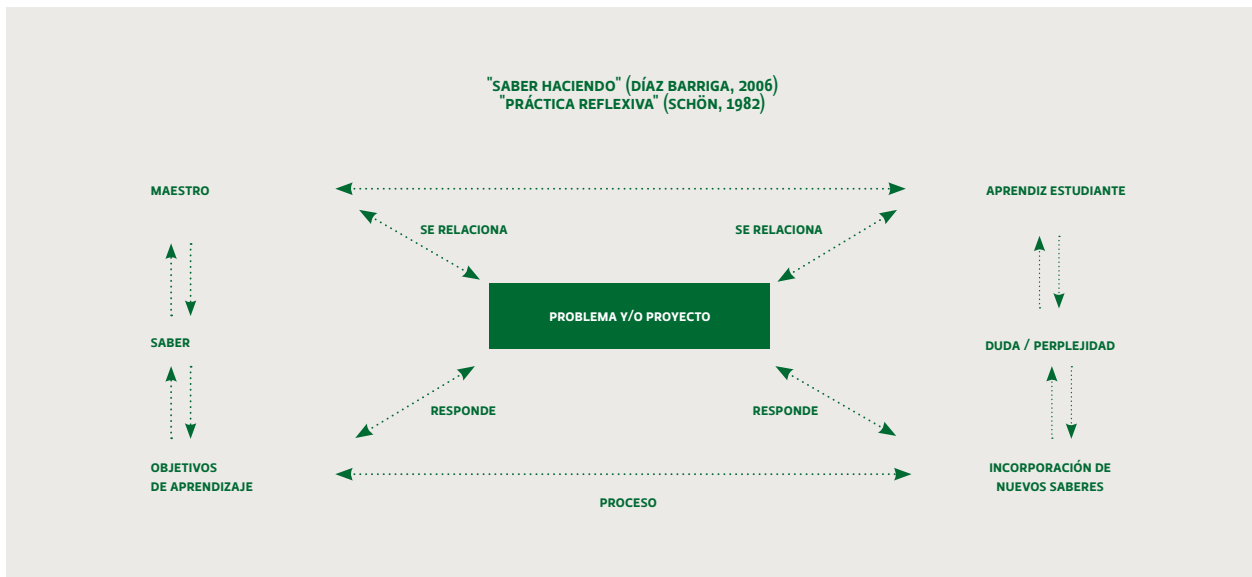 "SABER HACIENDO" (DÍAZ BARRIGA, 2006)
"PRÁCTICA REFLEXIVA" (SCHÖN, 1982)
MAESTRO
APRENDIZ ESTUDIANTE
SE RELACIONA
SE RELACIONA
PROBLEMA Y/O PROYECTO
SABER
DUDA / PERPLEJIDAD
RESPONDE
RESPONDE
OBJETIVOS
DE APRENDIZAJE
INCORPORACIÓN DE
NUEVOS SABERES
PROCESO